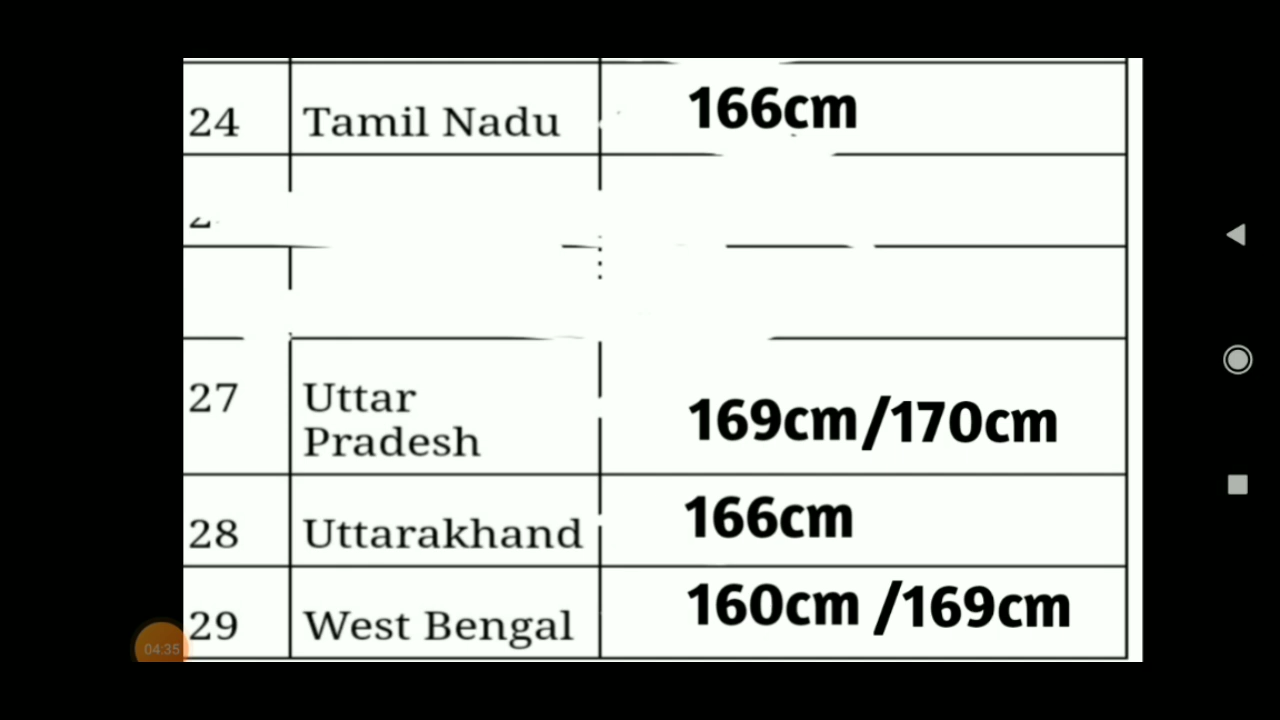 24 Tamil Nadu 166cm
27 Uttar Pradesh 169cm/170cm
28 Uttarakhand 166cm
29 West Bengal 160cm /169cm
04:35